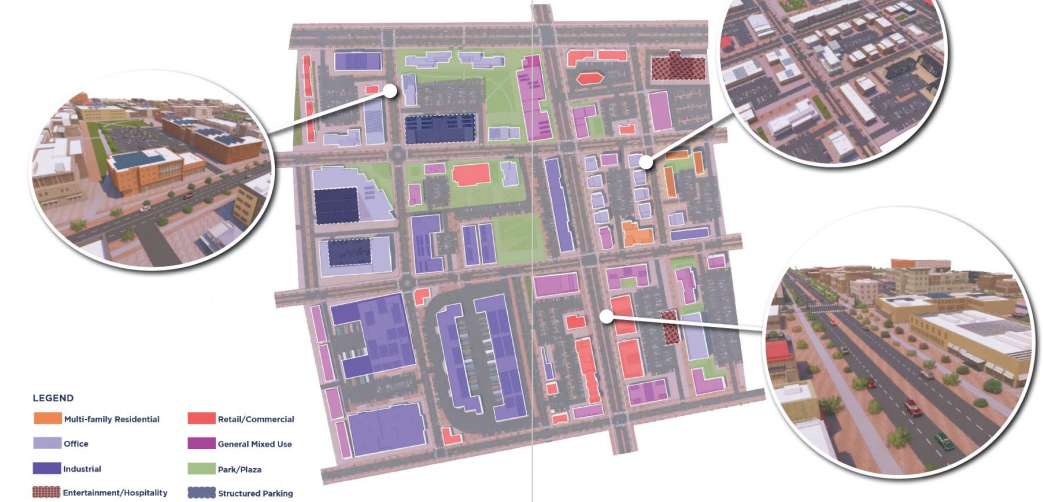 LEGEND
Multi-family Residential
Retail/Commercial
Office
General Mixed Use
Industrial
Park/Plaza
Entertainment/Hospitality
Structured Parking